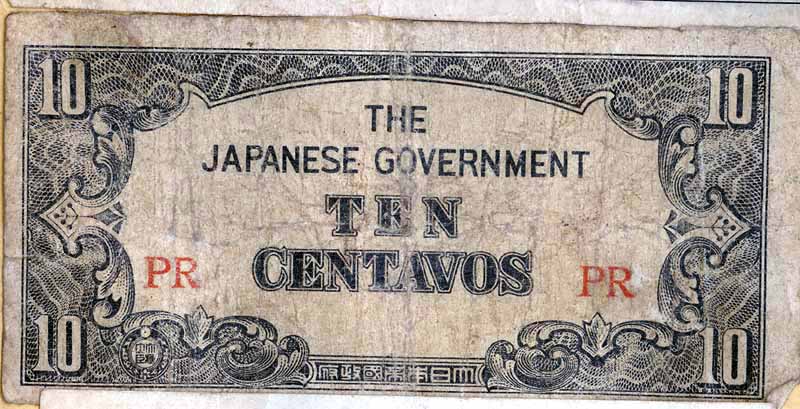 10 10
THE
JAPANESE GOVERNMENT
TEN
CENTAVOS
PR PR
10 10
大日本帝國政府